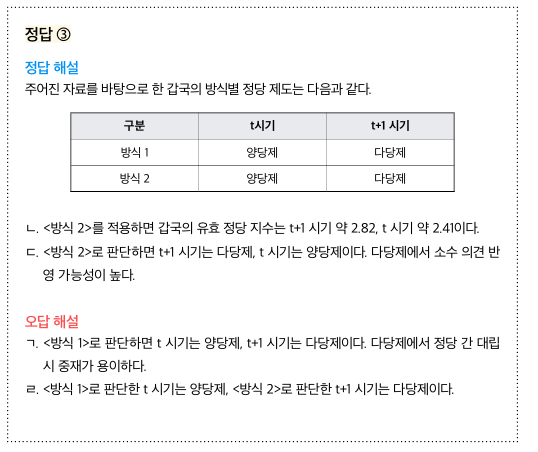 정답 ③
정답 해설
주어진 자료를 바탕으로 한 갑국의 방식별 정당 제도는 다음과 같다.
구분 t시기 t+1 시기
방식 1 양당제 다당제
방식 2 양당제 다당제
ㄴ. <방식 2>를 적용하면 갑국의 유효 정당 지수는 t+1 시기 약 2.82, t 시기 약 2.41이다.
ㄷ. <방식 2>로 판단하면 t+1 시기는 다당제, t 시기는 양당제이다. 다당제에서 소수 의견 반
영 가능성이 높다.
오답 해설
ㄱ. <방식 1>로 판단하면 t 시기는 양당제, t+1 시기는 다당제이다. 다당제에서 정당 간 대립
시 중재가 용이하다.
ㄹ. <방식 1>로 판단한 t 시기는 양당제, <방식 2>로 판단한 t+1 시기는 다당제이다.